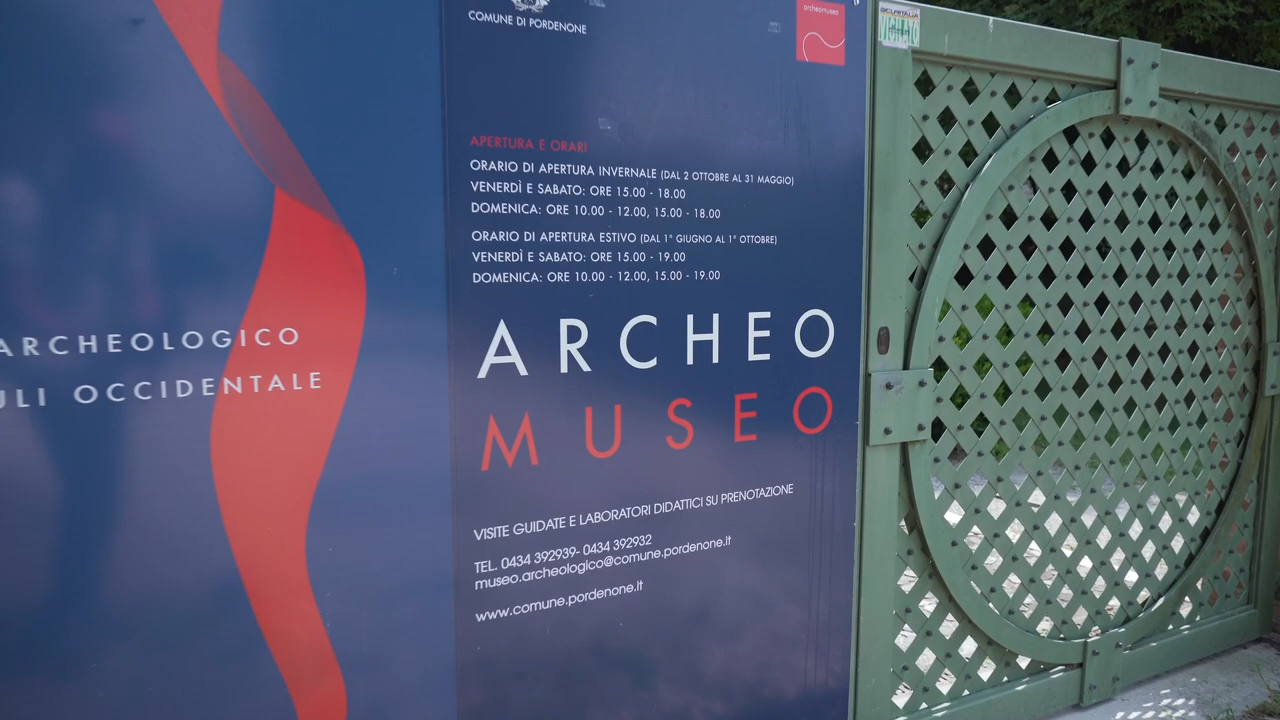 ARCHEOLOGICO
ULI OCCIDENTALE
COMUNE DI PORDENONE
archeomuseo
SICURITALIA
VIGILATO
APERTURA E ORARI
ORARIO DI APERTURA INVERNALE (DAL 2 OTTOBRE AL 31 MAGGIO)
VENERDÌ E SABATO: ORE 15.00 - 18.00
DOMENICA: ORE 10.00 - 12.00, 15.00 - 18.00
ORARIO DI APERTURA ESTIVO (DAL 1° GIUGNO AL 1° OTTOBRE)
VENERDÌ E SABATO: ORE 15.00 - 19.00
DOMENICA: ORE 10.00 - 12.00, 15.00 - 19.00
ARCHEO
MUSEO
VISITE GUIDATE E LABORATORI DIDATTICI SU PRENOTAZIONE
TEL. 0434 392939- 0434 392932
museo.archeologico@comune.pordenone.it
www.comune.pordenone.it